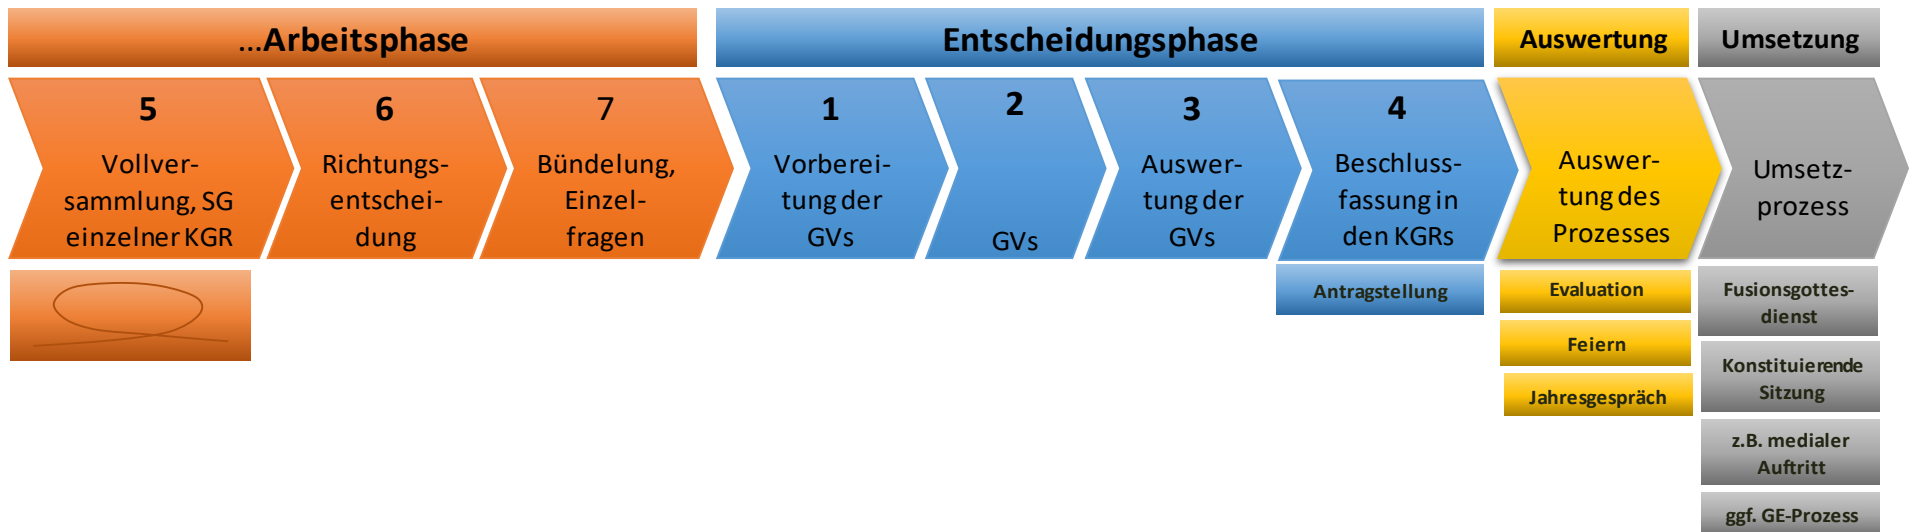 ...Arbeitsphase
Entscheidungsphase
Auswertung
Umsetzung
5
Vollver-
sammlung, SG
einzelner KGR
6
Richtungs-
entschei-
dung
7
Bündelung,
Einzel-
fragen
1
Vorberei-
tung der
GVs
2
GVs
3
Auswer-
tung der
GVs
4
Beschluss-
fassung in
den KGRs
Auswer-
tung des
Prozesses
Umsetz-
prozess
Antragstellung
Evaluation
Feiern
Jahresgespräch
Fusionsgottes-
dienst
Konstituierende
Sitzung
z.B. medialer
Auftritt
ggf. GE-Prozess